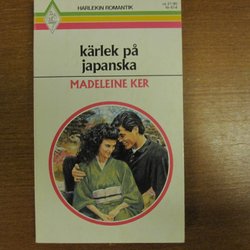 HARLEKIN ROMANTIK
kärlek på
japanska
MADELEINE KER